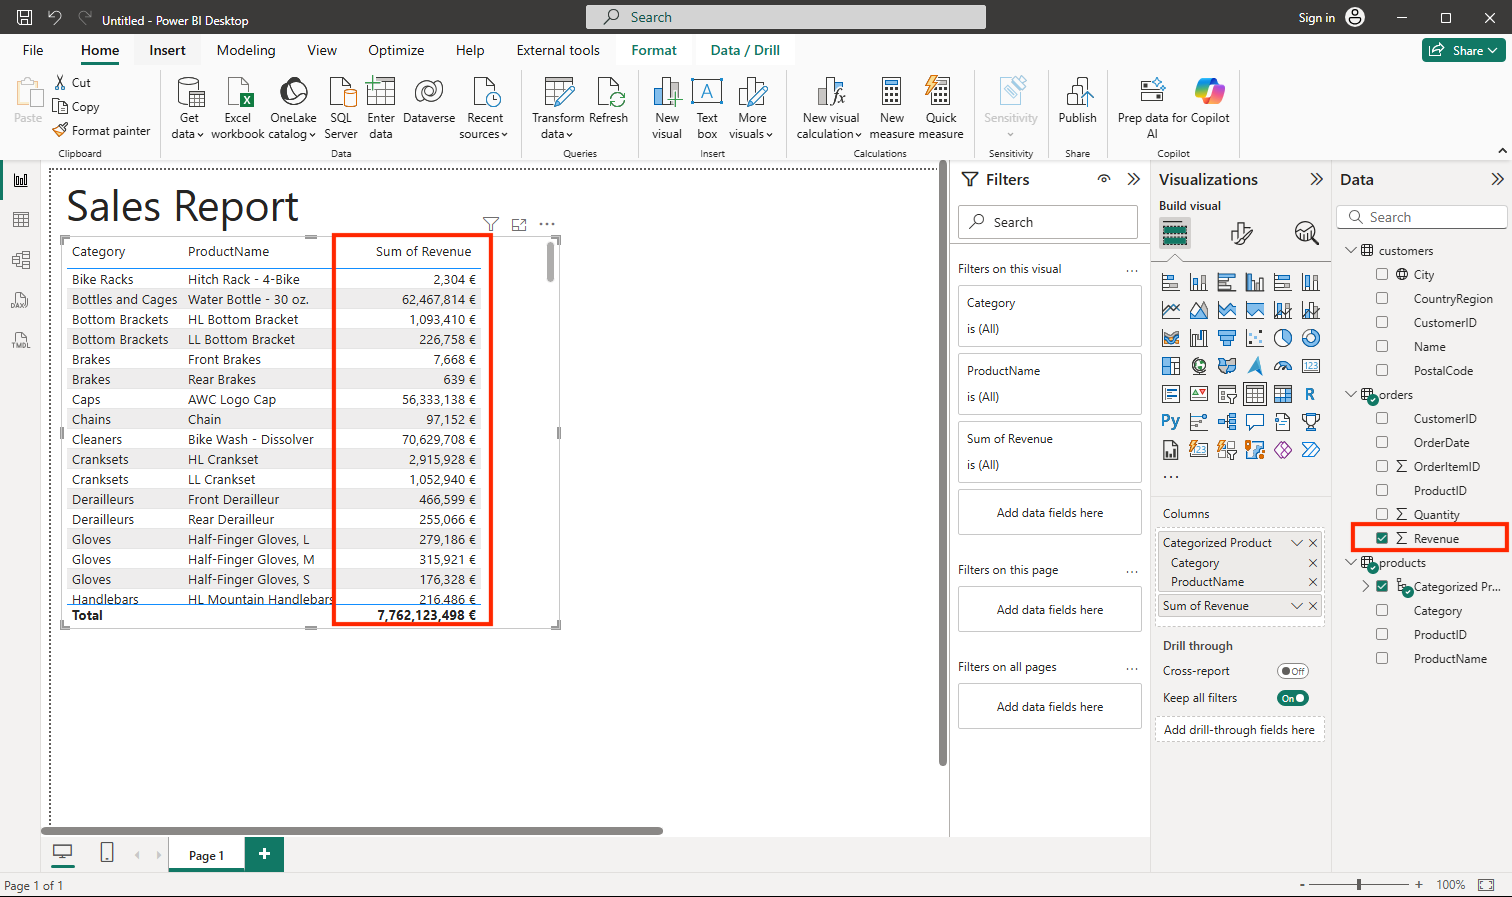 Untitled - Power BI Desktop
Search
Sign in
File
Home
Insert
Modeling
View
Optimize
Help
External tools
Format
Data / Drill
Share
Paste
Cut
Copy
Format painter
Clipboard
Get data
Excel workbook
OneLake catalog
SQL Server
Enter data
Dataverse
Recent sources
Data
Transform data
Refresh
Queries
New visual
Text box
More visuals
Insert
New visual calculation
New measure
Quick measure
Calculations
Sensitivity
Sensitivity
Publish
Share
Prep data for AI
Copilot
Copilot
Sales Report
Category ProductName Sum of Revenue
Bike Racks Hitch Rack - 4-Bike 2,304 €
Bottles and Cages Water Bottle - 30 oz. 62,467,814 €
Bottom Brackets HL Bottom Bracket 1,093,410 €
Bottom Brackets LL Bottom Bracket 226,758 €
Brakes Front Brakes 7,668 €
Brakes Rear Brakes 639 €
Caps AWC Logo Cap 56,333,138 €
Chains Chain 97,152 €
Cleaners Bike Wash - Dissolver 70,629,708 €
Cranksets HL Crankset 2,915,928 €
Cranksets LL Crankset 1,052,940 €
Derailleurs Front Derailleur 466,599 €
Derailleurs Rear Derailleur 255,066 €
Gloves Half-Finger Gloves, L 279,186 €
Gloves Half-Finger Gloves, M 315,921 €
Gloves Half-Finger Gloves, S 176,328 €
Handlebars HL Mountain Handlebars 216,486 €
Total 7,762,123,498 €
Filters
Search
Filters on this visual
Category
is (All)
ProductName
is (All)
Sum of Revenue
is (All)
Add data fields here
Filters on this page
Add data fields here
Filters on all pages
Add data fields here
Visualizations
Build visual
123
R
Py
123
Columns
Categorized Product
Category
ProductName
Sum of Revenue
Drill through
Cross-report Off
Keep all filters On
Add drill-through fields here
Data
Search
customers
City
CountryRegion
CustomerID
Name
PostalCode
orders
CustomerID
OrderDate
OrderItemID
ProductID
Quantity
Revenue
products
Categorized Pr...
Category
ProductID
ProductName
DAX
TMDL
Page 1
Page 1 of 1
100%